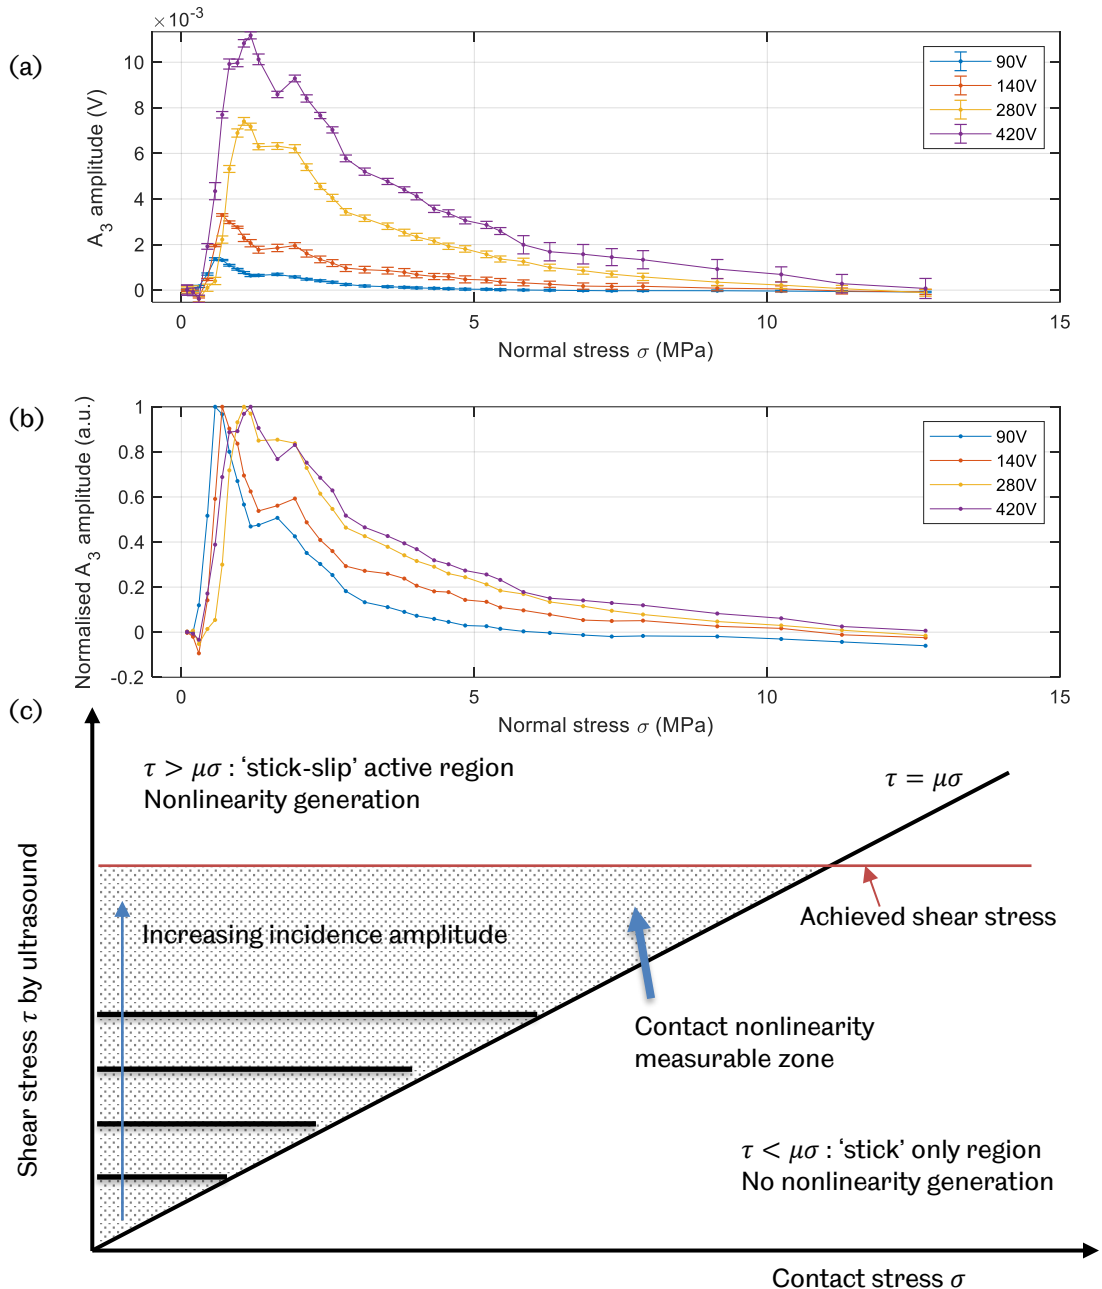 (a)
×10⁻³
10
8
6
4
2
0
A₃ amplitude (V)
90V
140V
280V
420V
0 5 10 15
Normal stress σ (MPa)
(b)
1
0.8
0.6
0.4
0.2
0
-0.2
Normalised A₃ amplitude (a.u.)
90V
140V
280V
420V
0 5 10 15
Normal stress σ (MPa)
(c)
τ > μσ : ‘stick-slip’ active region
Nonlinearity generation
τ = μσ
Achieved shear stress
Increasing incidence amplitude
Contact nonlinearity
measurable zone
τ < μσ : ‘stick’ only region
No nonlinearity generation
Shear stress τ by ultrasound
Contact stress σ